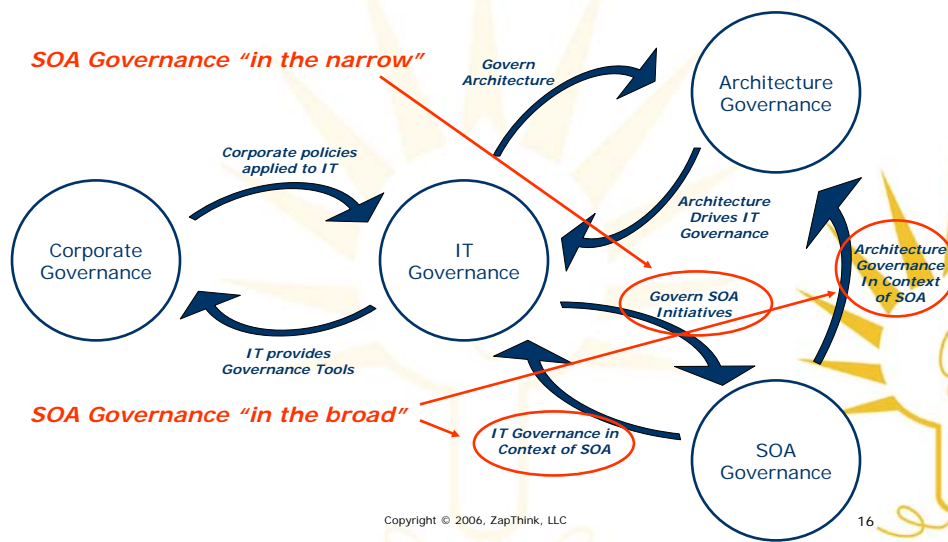 SOA Governance “in the narrow”
Govern
Architecture
Architecture
Governance
Corporate policies
applied to IT
Architecture
Drives IT
Governance
Corporate
Governance
IT
Governance
Architecture
Governance
In Context
of SOA
Govern SOA
Initiatives
IT provides
Governance Tools
SOA Governance “in the broad”
IT Governance in
Context of SOA
SOA
Governance
Copyright © 2006, ZapThink, LLC
16